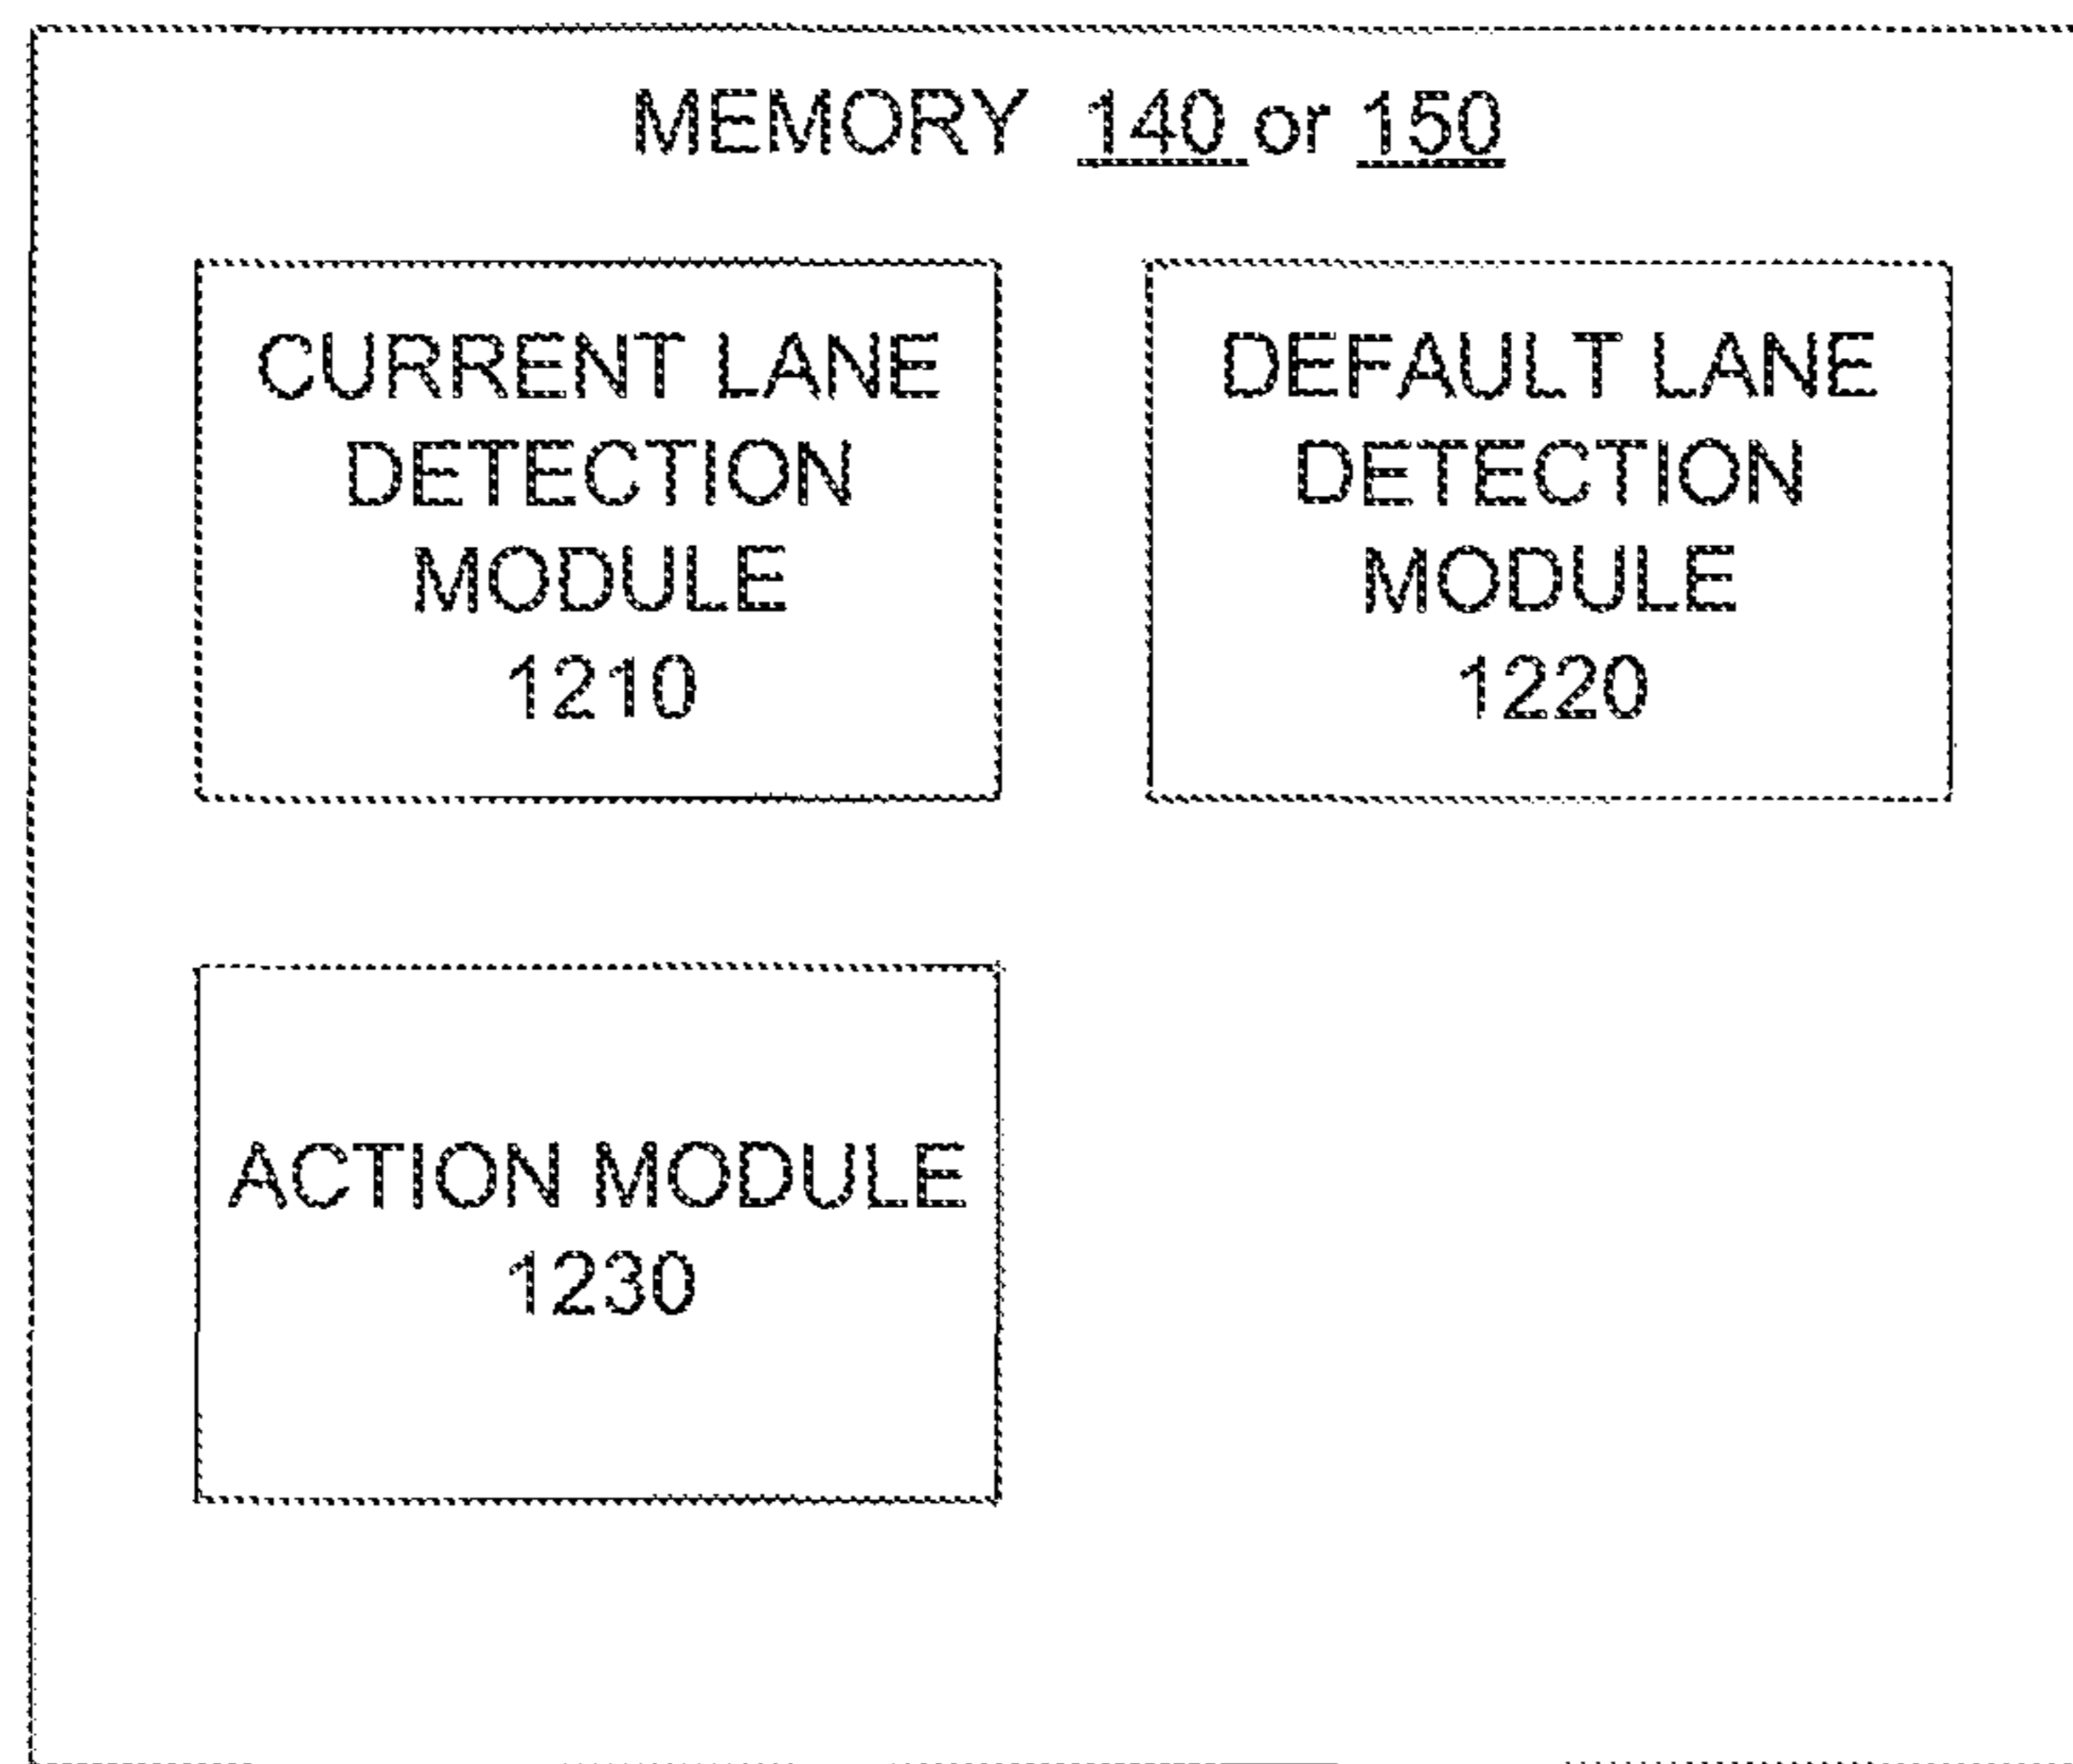 MEMORY 140 or 150
CURRENT LANE
DETECTION
MODULE
1210
DEFAULT LANE
DETECTION
MODULE
1220
ACTION MODULE
1230